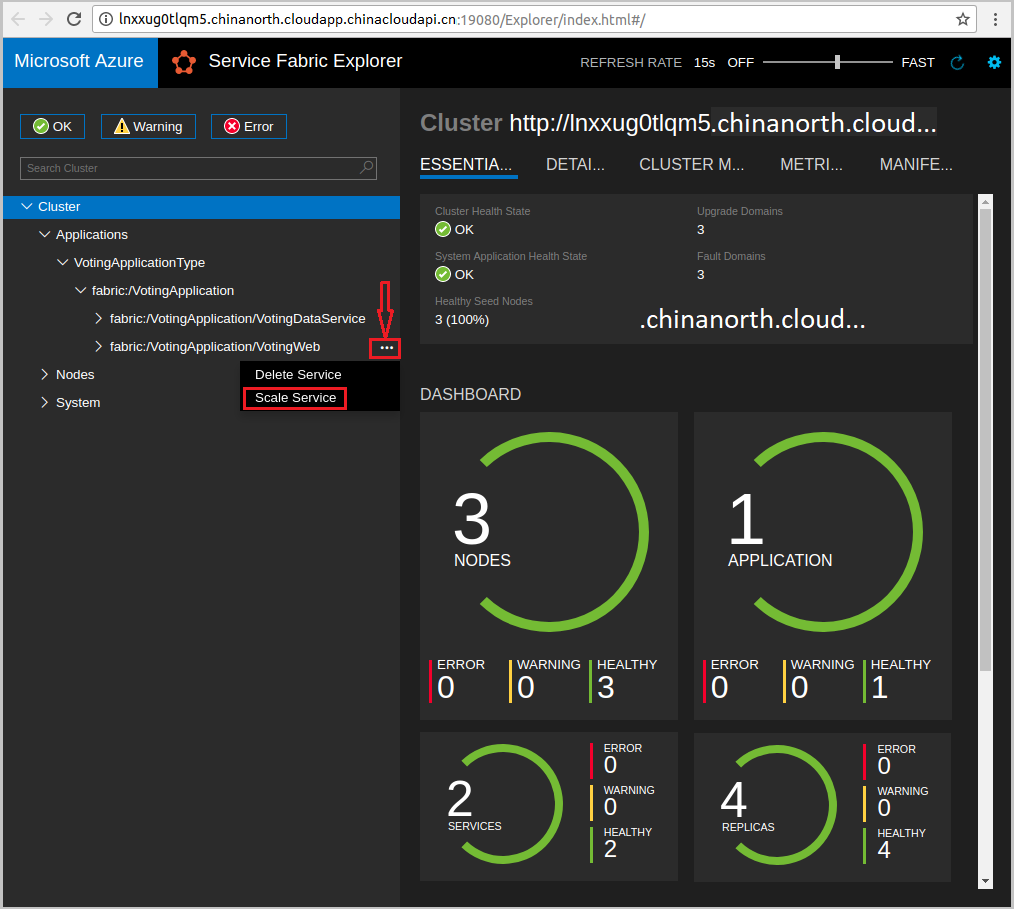 lnxxug0tlqm5.chinanorth.cloudapp.chinacloudapi.cn:19080/Explorer/index.html#/
Microsoft Azure
Service Fabric Explorer
REFRESH RATE 15s OFF FAST
OK
Warning
Error
Search Cluster
Cluster
Applications
VotingApplicationType
fabric:/VotingApplication
fabric:/VotingApplication/VotingDataService
fabric:/VotingApplication/VotingWeb
Delete Service
Scale Service
Nodes
System
Cluster http://lnxxug0tlqm5.chinanorth.cloud...
ESSENTIA... DETAI... CLUSTER M... METRI... MANIFE...
Cluster Health State
OK
Upgrade Domains
3
System Application Health State
OK
Fault Domains
3
Healthy Seed Nodes
3 (100%)
.chinanorth.cloud...
DASHBOARD
3
NODES
ERROR
0
WARNING
0
HEALTHY
3
1
APPLICATION
ERROR
0
WARNING
0
HEALTHY
1
2
SERVICES
ERROR
0
WARNING
0
HEALTHY
2
4
REPLICAS
ERROR
0
WARNING
0
HEALTHY
4